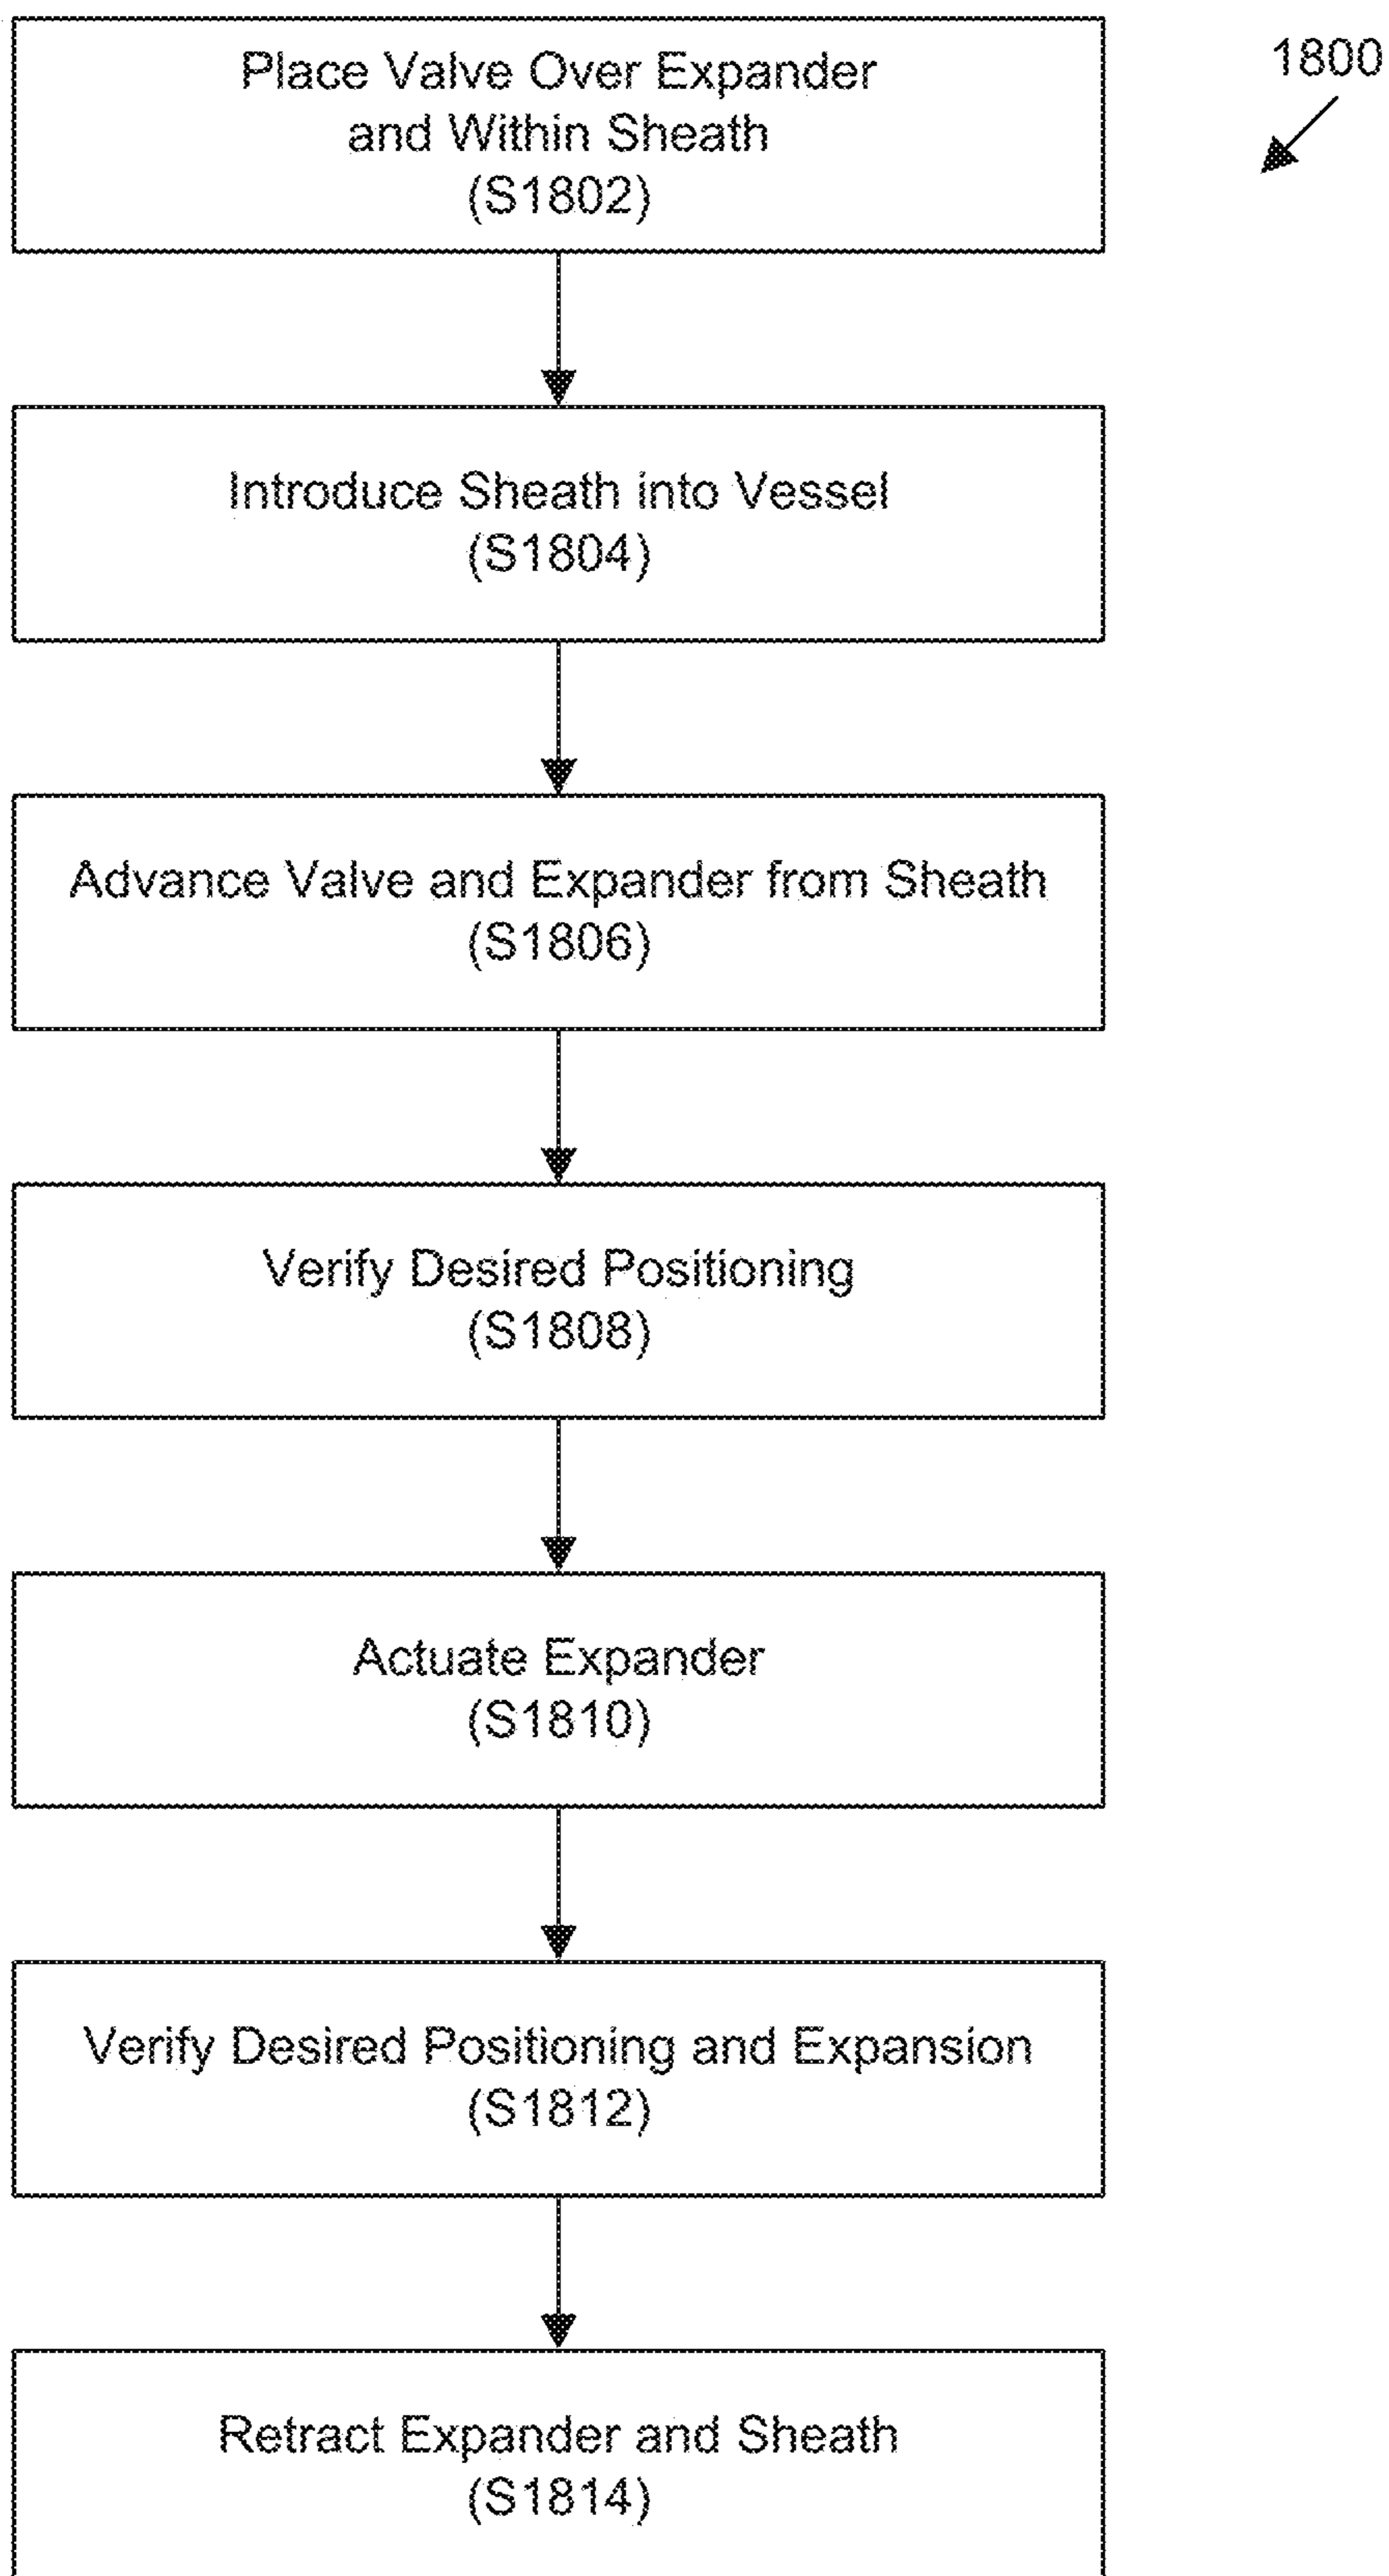 1800
Place Valve Over Expander
and Within Sheath
(S1802)
Introduce Sheath into Vessel
(S1804)
Advance Valve and Expander from Sheath
(S1806)
Verify Desired Positioning
(S1808)
Actuate Expander
(S1810)
Verify Desired Positioning and Expansion
(S1812)
Retract Expander and Sheath
(S1814)